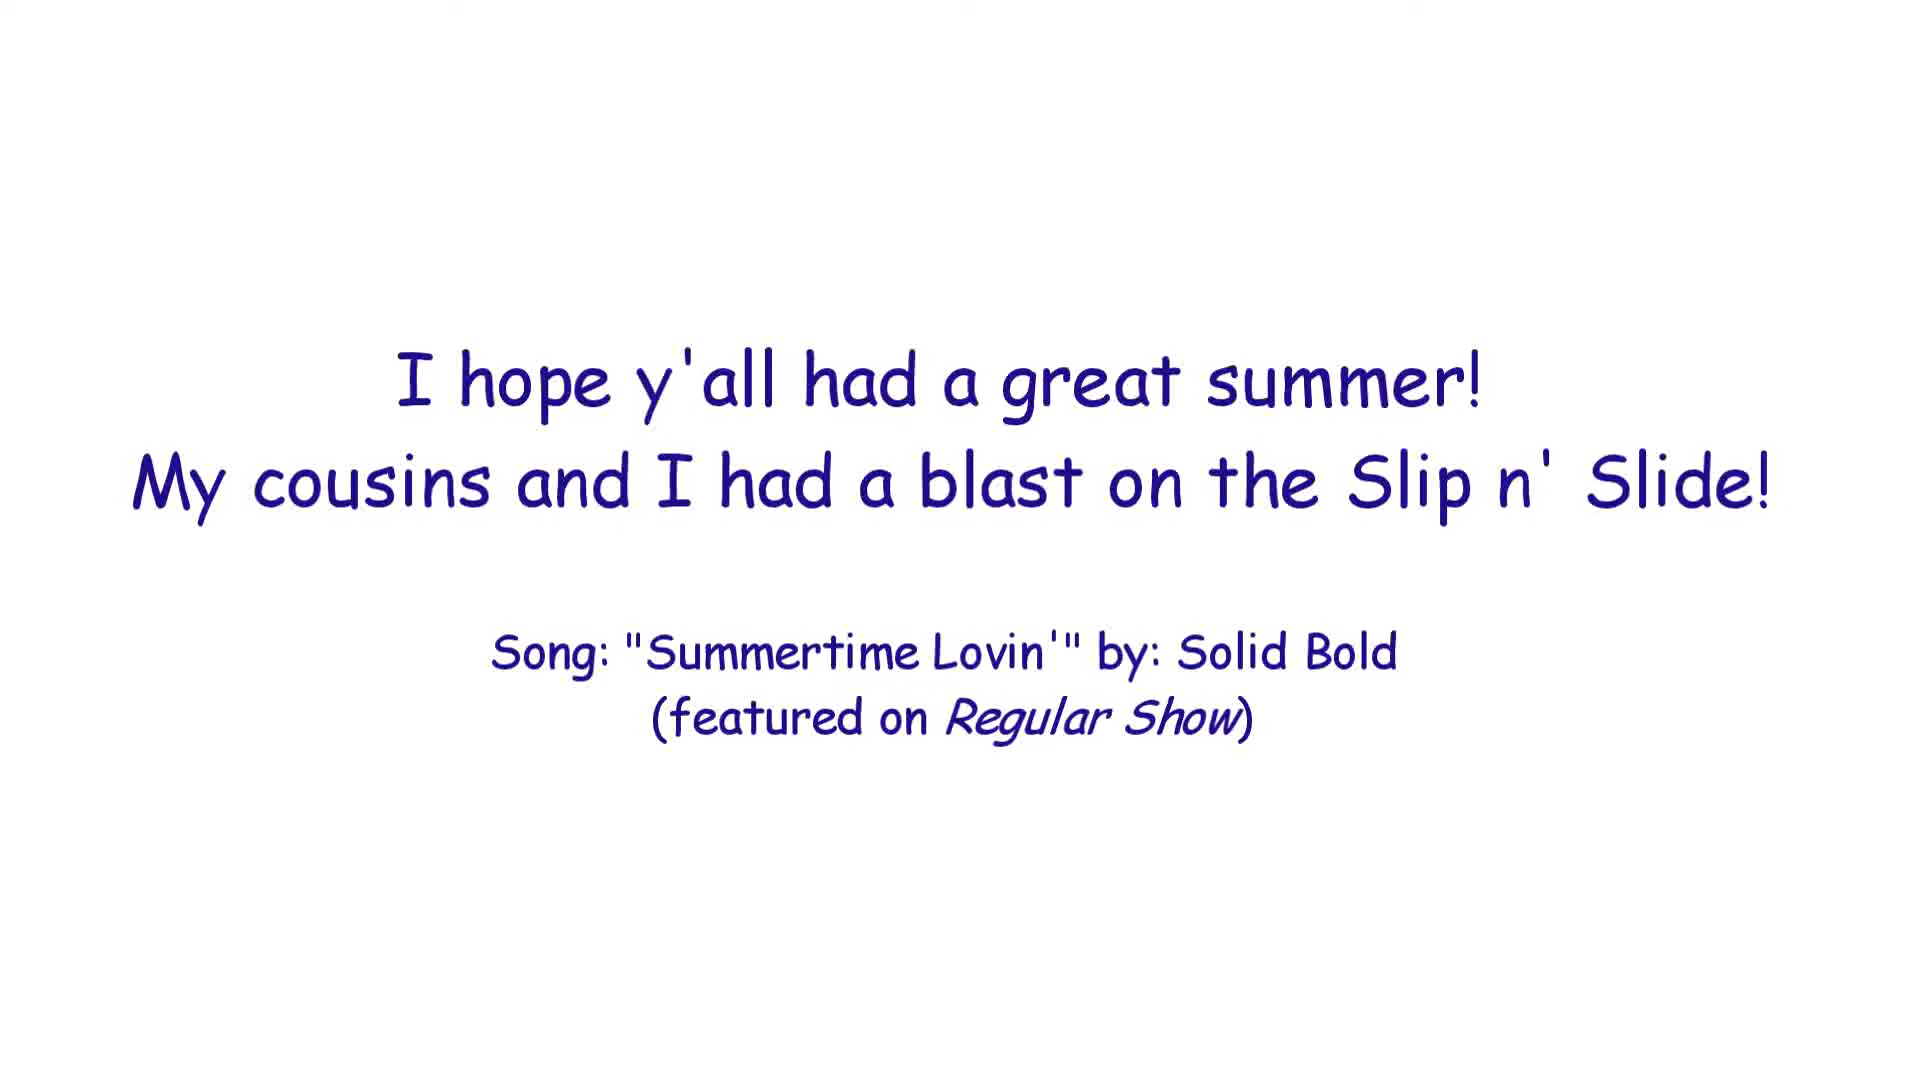 I hope y'all had a great summer!
My cousins and I had a blast on the Slip n' Slide!
Song: "Summertime Lovin'" by: Solid Bold
(featured on Regular Show)